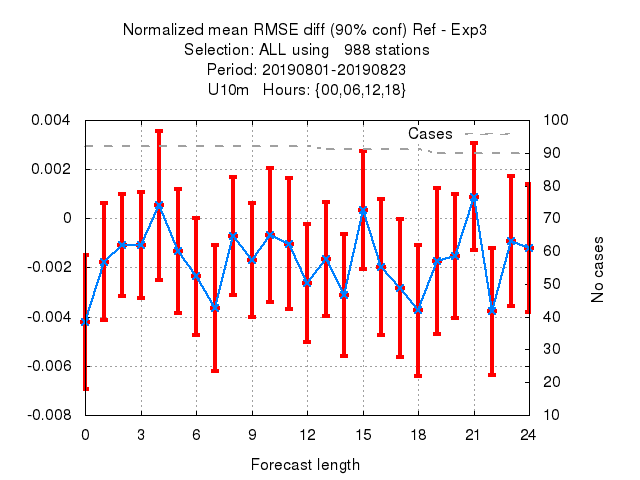 Normalized mean RMSE diff (90% conf) Ref - Exp3
Selection: ALL using   988 stations
Period: 20190801-20190823
U10m   Hours: {00,06,12,18}
Cases
0.004
0.002
0
-0.002
-0.004
-0.006
-0.008
100
90
80
70
60
50
40
30
20
10
No cases
0 3 6 9 12 15 18 21 24
Forecast length